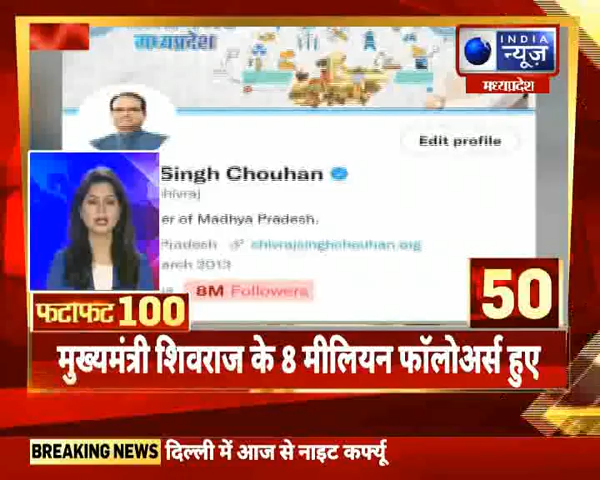 मध्यप्रदेश
INDIA
न्यूज़
मध्यप्रदेश
Edit profile
Singh Chouhan
hivraj
er of Madhya Pradesh.
Pradesh shivrajsinghchouhan.org
arch 2013
8M Followers
फटाफट 100
50
मुख्यमंत्री शिवराज के 8 मीलियन फॉलोअर्स हुए
BREAKING NEWS दिल्ली में आज से नाइट कर्फ्यू